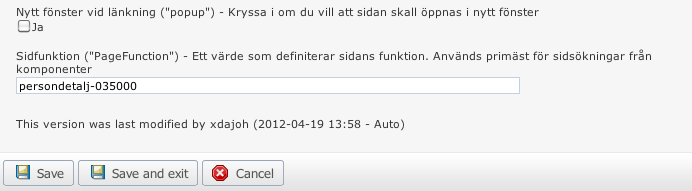 Nytt fönster vid länkning ("popup") - Kryssa i om du vill att sidan skall öppnas i nytt fönster
Ja
Sidfunktion ("PageFunction") - Ett värde som definiterar sidans funktion. Används primäst för sidsökningar från
komponenter
persondetalj-035000
This version was last modified by xdajoh (2012-04-19 13:58 - Auto)
Save Save and exit Cancel